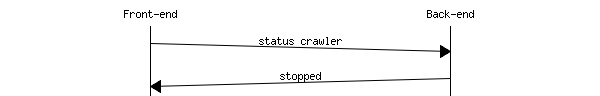 Front-end
Back-end
status crawler
stopped